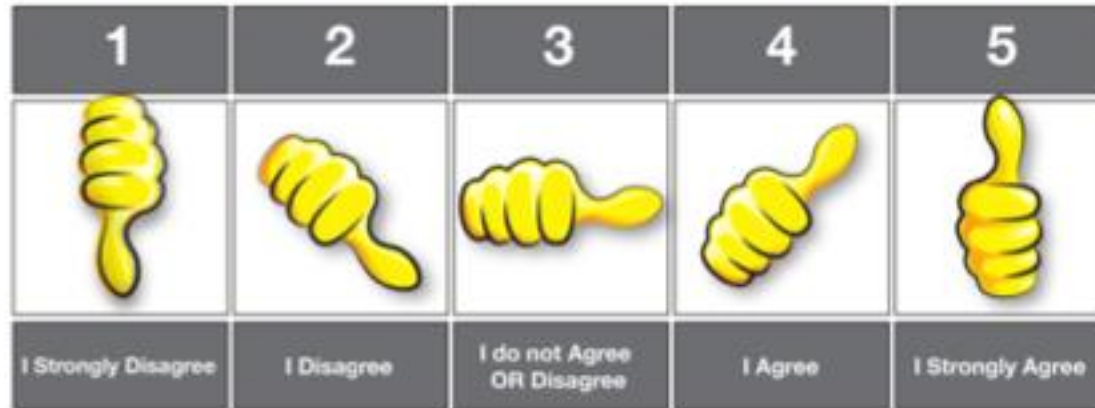 1 2 3 4 5
I Strongly Disagree
I Disagree
I do not Agree
OR Disagree
I Agree
I Strongly Agree